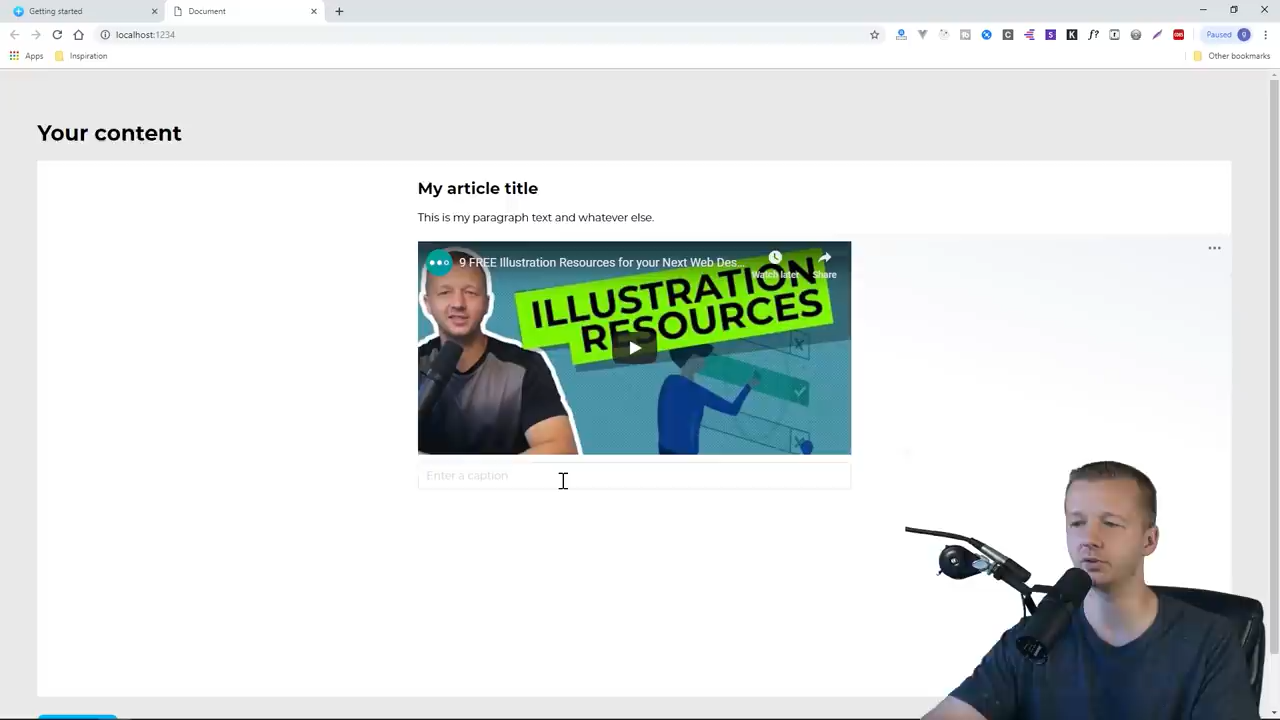 Getting started
Document
localhost:1234
Paused
Apps
Inspiration
Other bookmarks
Your content
My article title
This is my paragraph text and whatever else.
9 FREE Illustration Resources for your Next Web Des...
Watch later
Share
ILLUSTRATION
RESOURCES
Enter a caption